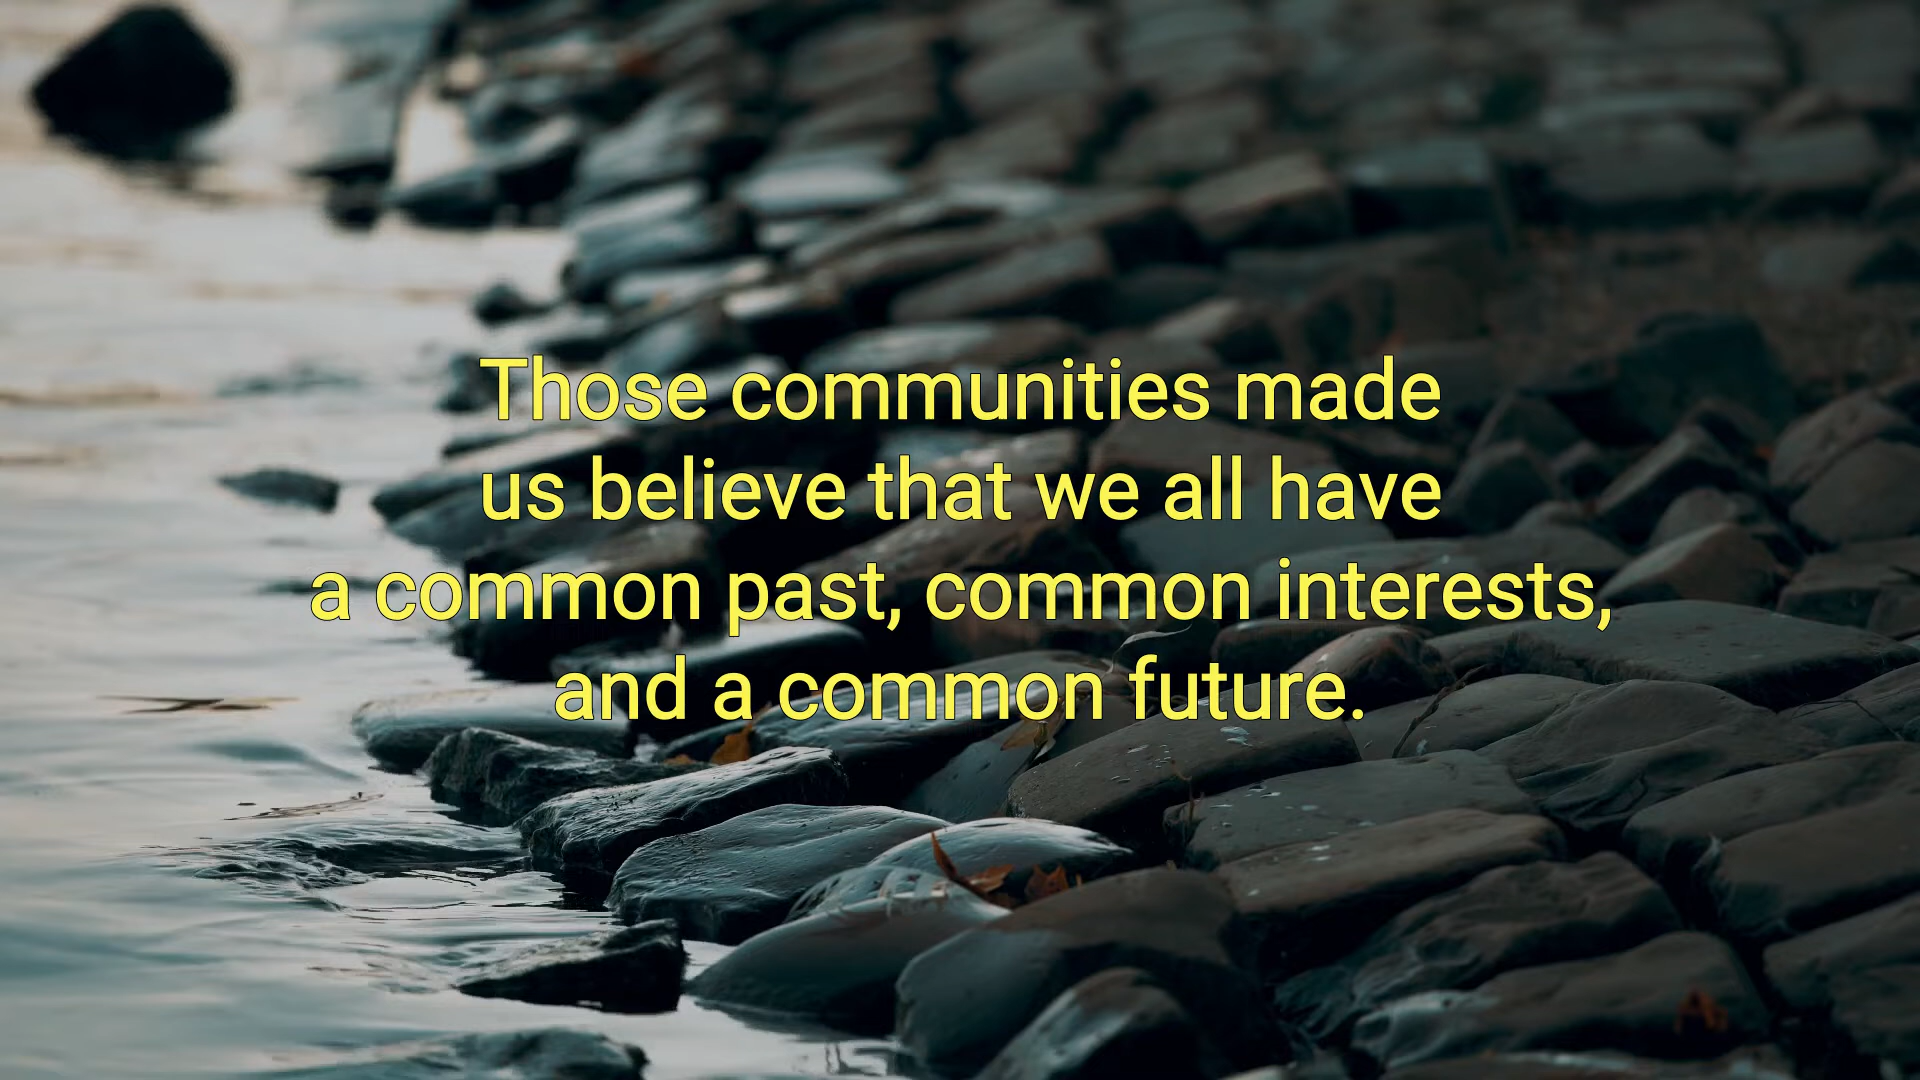 Those communities made
us believe that we all have
a common past, common interests,
and a common future.